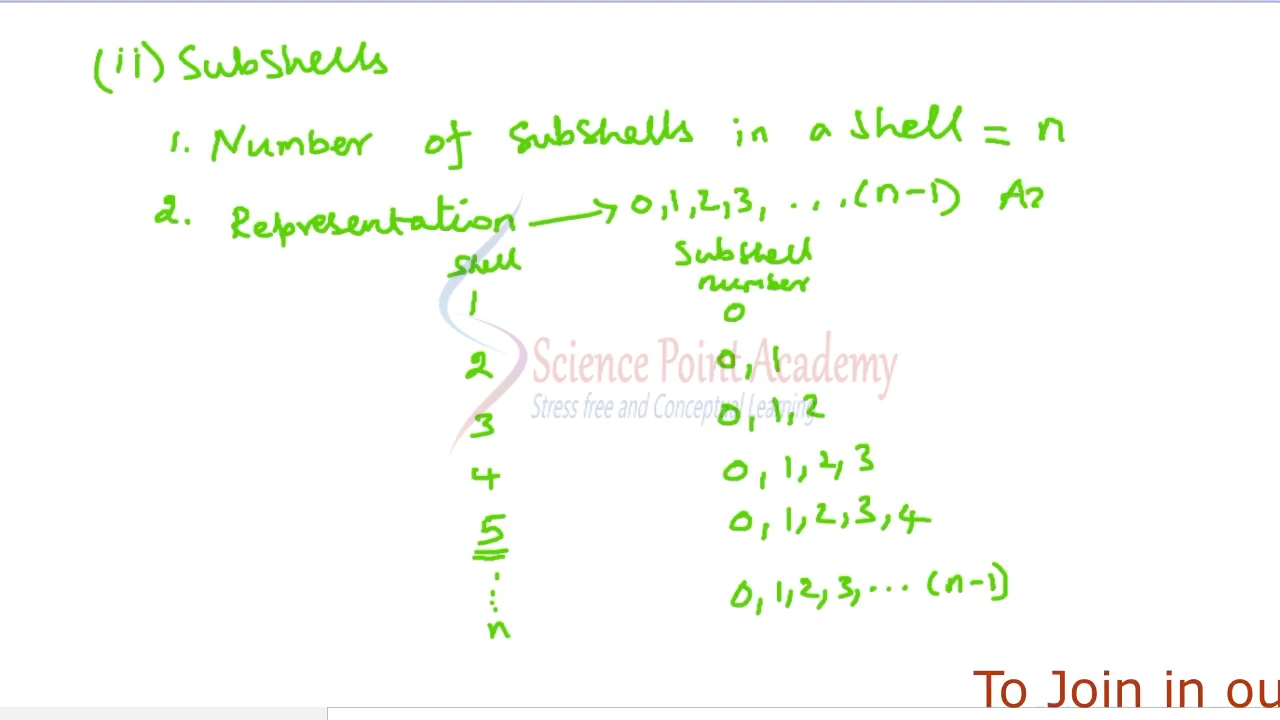 (ii) Subshells
1. Number of subshells in a shell = n
2. Representation → 0,1,2,3, ....(n-1) Az
Shell Subshell number
1 0
2 0, 1
3 0, 1, 2
4 0, 1, 2, 3
5 0, 1, 2, 3, 4
⋮
n 0, 1, 2, 3, ... (n-1)
Science Point Academy
Stress free and Conceptual Learning
To Join in ou